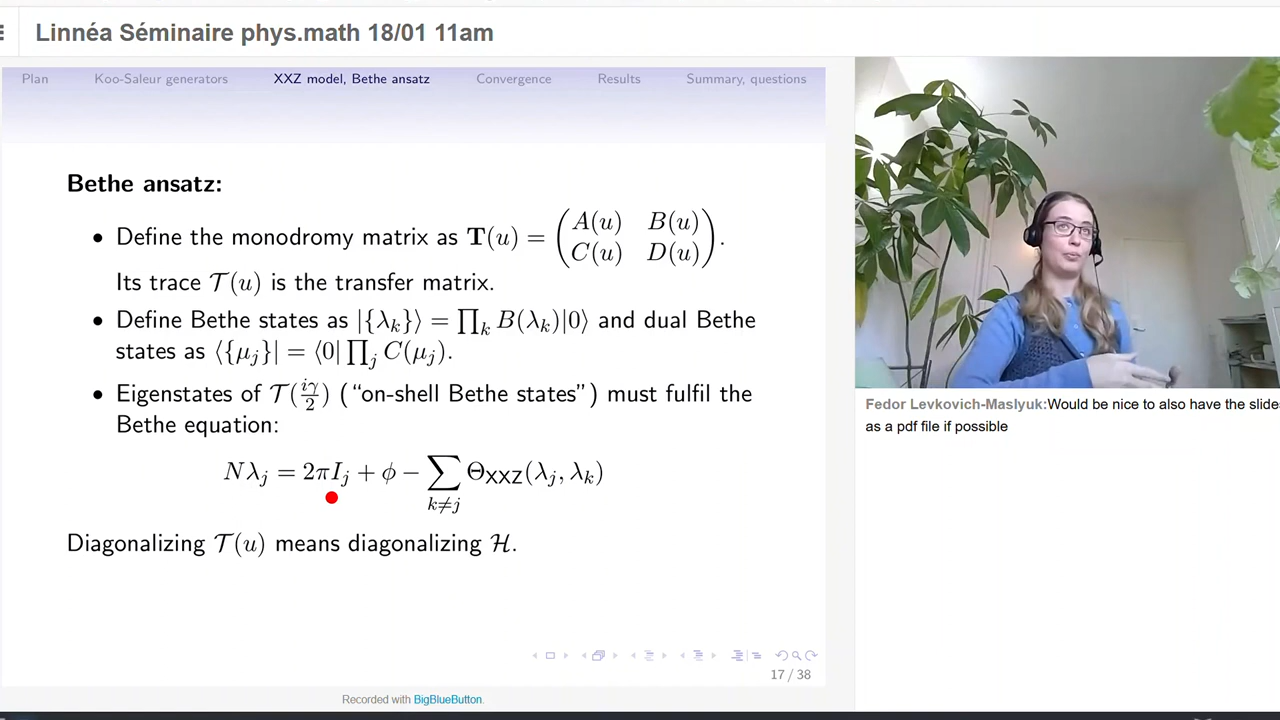 Linnéa Séminaire phys.math 18/01 11am
Plan Koo-Saleur generators XXZ model, Bethe ansatz Convergence Results Summary, questions
Bethe ansatz:
• Define the monodromy matrix as T(u) = ( A(u) B(u)
C(u) D(u) ).
Its trace 𝒯(u) is the transfer matrix.
• Define Bethe states as |{λ_k}⟩ = ∏_k B(λ_k)|0⟩ and dual Bethe
states as ⟨{μ_j}| = ⟨0| ∏_j C(μ_j).
• Eigenstates of 𝒯(iγ/2) (“on-shell Bethe states”) must fulfil the
Bethe equation:
Nλ_j = 2πI_j + ϕ − ∑_{k≠j} Θ_XXZ(λ_j, λ_k)
Diagonalizing 𝒯(u) means diagonalizing ℋ.
17 / 38
Recorded with BigBlueButton.
Fedor Levkovich-Maslyuk:Would be nice to also have the slide
as a pdf file if possible